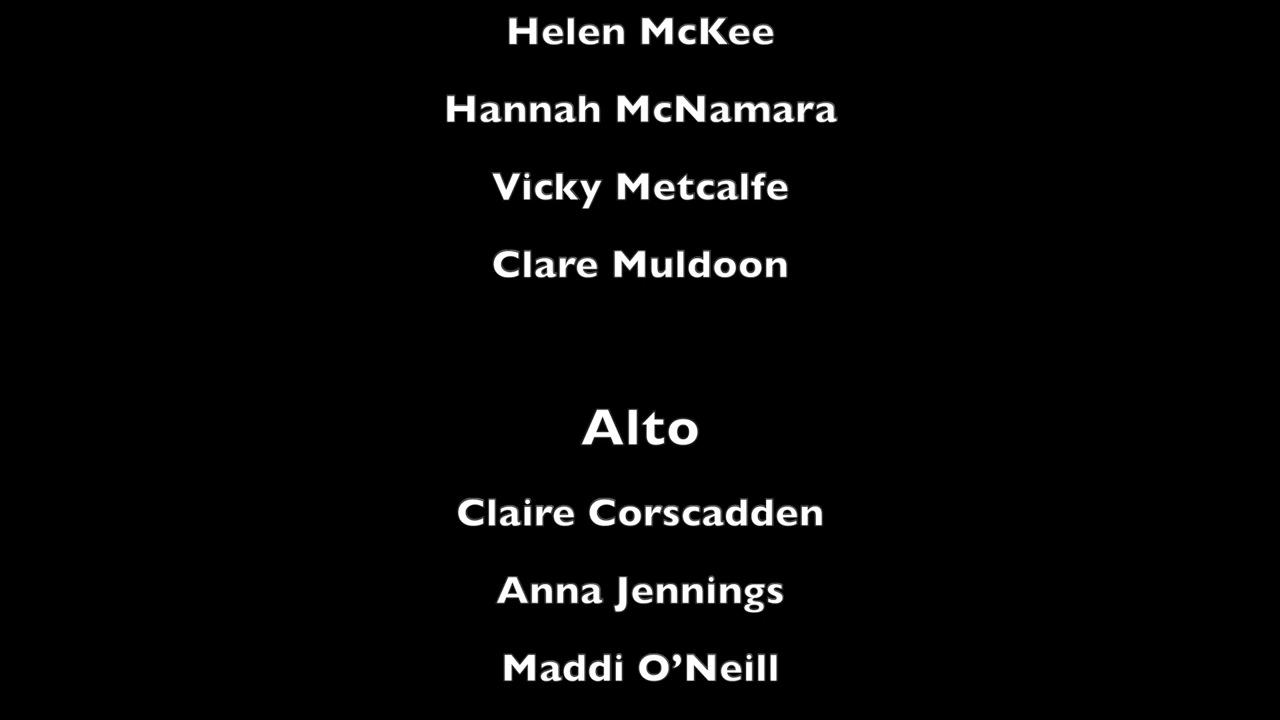 Helen McKee
Hannah McNamara
Vicky Metcalfe
Clare Muldoon
Alto
Claire Corscadden
Anna Jennings
Maddi O’Neill